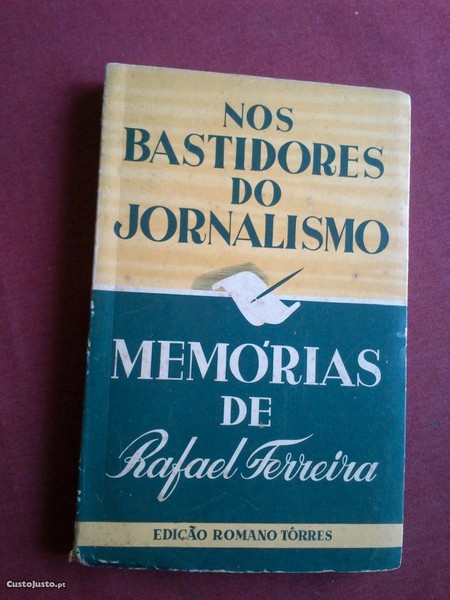 NOS
BASTIDORES
DO
JORNALISMO
MEMÓRIAS
DE
Rafael Ferreira
EDIÇÃO ROMANO TÔRRES
CustoJusto.pt